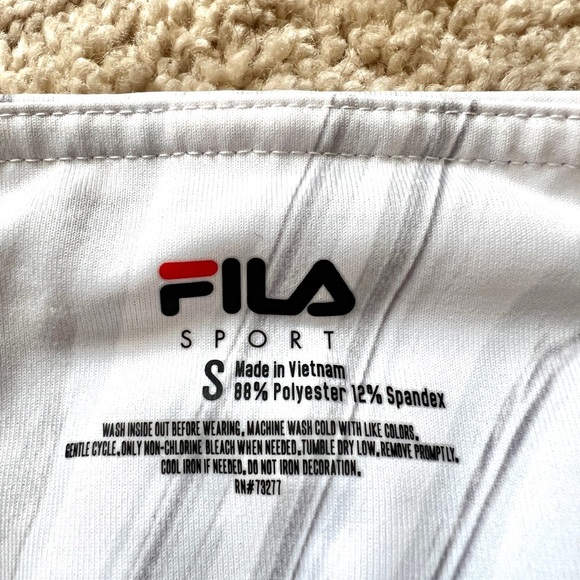 FILA
SPORT
S
Made in Vietnam
88% Polyester 12% Spandex
WASH INSIDE OUT BEFORE WEARING, MACHINE WASH COLD WITH LIKE COLORS.
GENTLE CYCLE.ONLY NON-CHLORINE BLEACH WHEN NEEDED.TUMBLE DRY LOW.REMOVE PROMPTLY.
COOL IRON IF NEEDED. DO NOT IRON DECORATION.
RN#73277